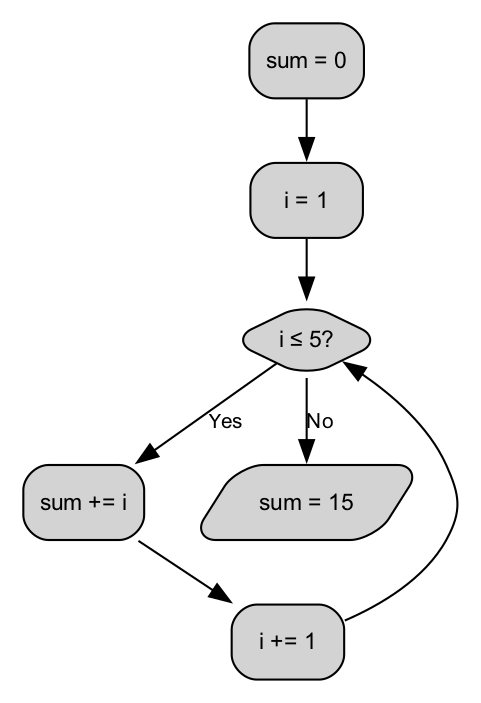 sum = 0
i = 1
i ≤ 5?
Yes
No
sum += i
sum = 15
i += 1